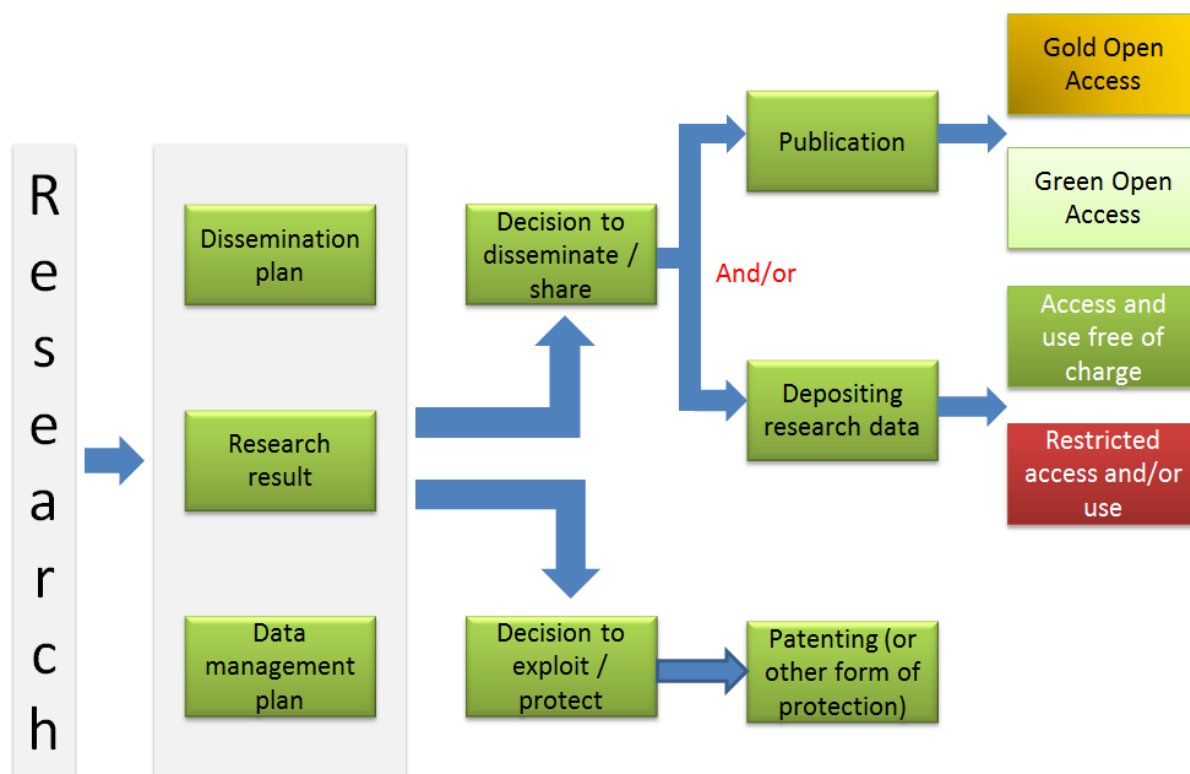 Research
Dissemination
plan
Research
result
Data
management
plan
Decision to
disseminate /
share
Decision to
exploit /
protect
And/or
Publication
Depositing
research data
Patenting (or
other form of
protection)
Gold Open
Access
Green Open
Access
Access and
use free of
charge
Restricted
access and/or
use